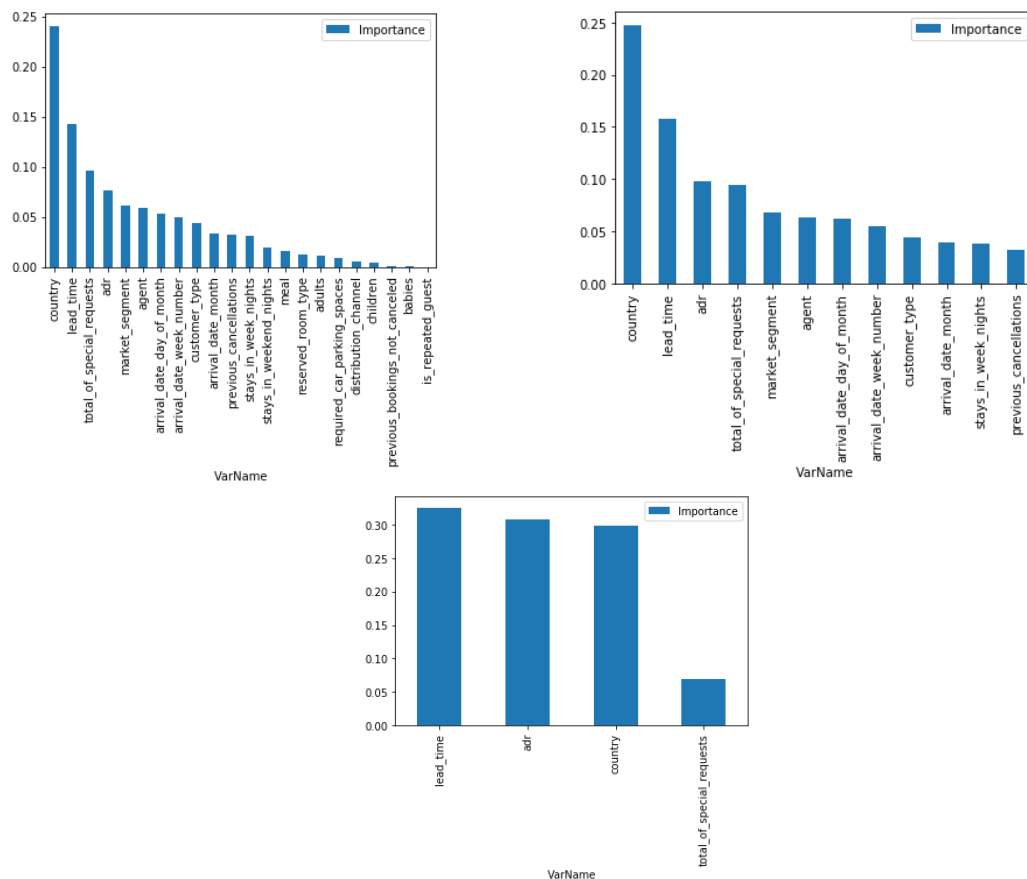 0.25
0.20
0.15
0.10
0.05
0.00
Importance
country
lead_time
total_of_special_requests
adr
market_segment
agent
arrival_date_day_of_month
arrival_date_week_number
customer_type
arrival_date_month
previous_cancellations
stays_in_week_nights
stays_in_weekend_nights
meal
reserved_room_type
adults
required_car_parking_spaces
distribution_channel
children
previous_bookings_not_canceled
babies
is_repeated_guest
VarName
0.25
0.20
0.15
0.10
0.05
0.00
Importance
country
lead_time
adr
total_of_special_requests
market_segment
agent
arrival_date_day_of_month
arrival_date_week_number
customer_type
arrival_date_month
stays_in_week_nights
previous_cancellations
VarName
0.30
0.25
0.20
0.15
0.10
0.05
0.00
Importance
lead_time
adr
country
total_of_special_requests
VarName